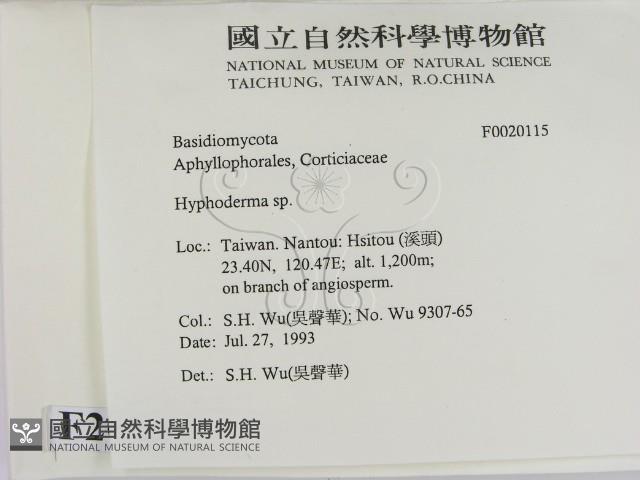 國立自然科學博物館
NATIONAL MUSEUM OF NATURAL SCIENCE
TAICHUNG, TAIWAN, R.O.CHINA
Basidiomycota F0020115
Aphyllophorales, Corticiaceae
Hyphoderma sp.
Loc.: Taiwan. Nantou: Hsitou (溪頭)
23.40N, 120.47E; alt. 1,200m;
on branch of angiosperm.
Col.: S.H. Wu(吳聲華); No. Wu 9307-65
Date: Jul. 27, 1993
Det.: S.H. Wu(吳聲華)
F2
國立自然科學博物館
NATIONAL MUSEUM OF NATURAL SCIENCE